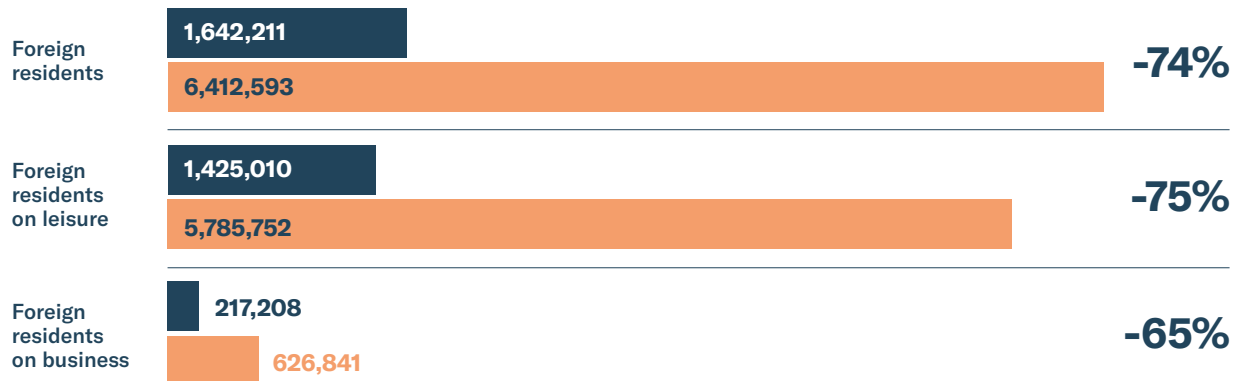 Foreign
residents
1,642,211
6,412,593
-74%
Foreign
residents
on leisure
1,425,010
5,785,752
-75%
Foreign
residents
on business
217,208
626,841
-65%